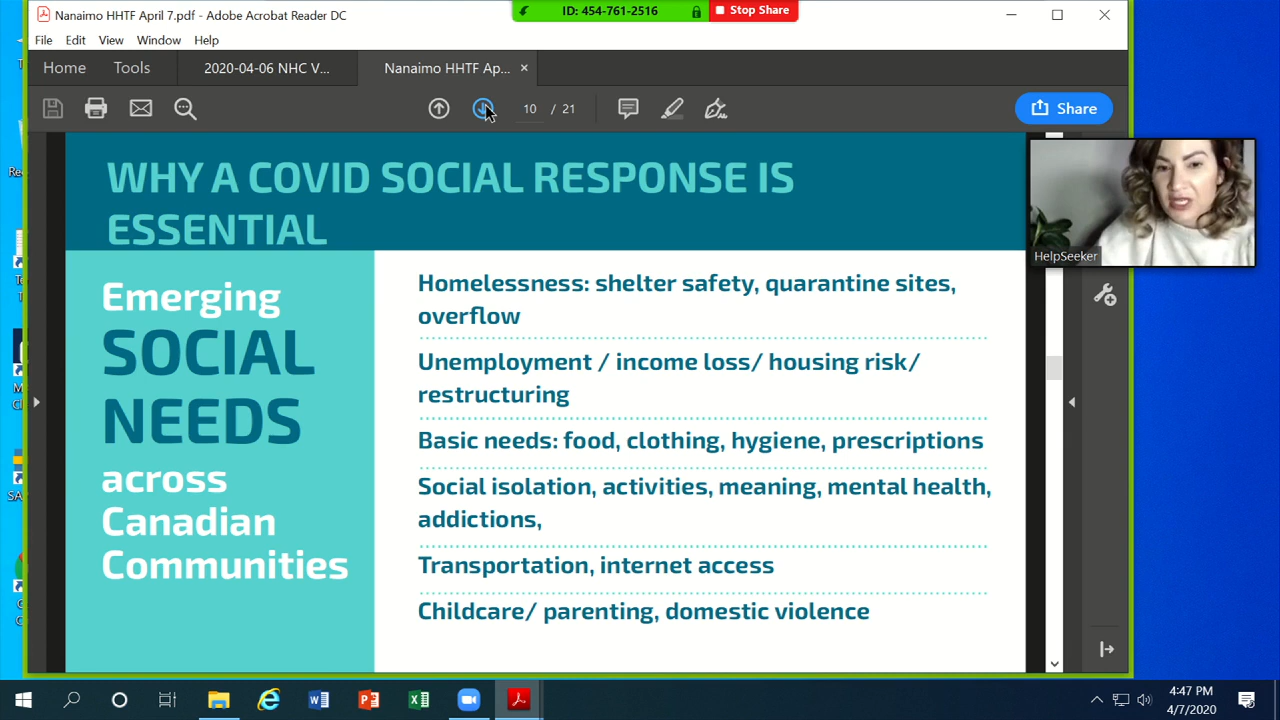 Nanaimo HHTF April 7.pdf - Adobe Acrobat Reader DC
ID: 454-761-2516
Stop Share
File Edit View Window Help
Home Tools 2020-04-06 NHC V... Nanaimo HHTF Ap... ×
10 / 21
Share
WHY A COVID SOCIAL RESPONSE IS
ESSENTIAL
HelpSeeker
Emerging
SOCIAL
NEEDS
across
Canadian
Communities
Homelessness: shelter safety, quarantine sites,
overflow
Unemployment / income loss/ housing risk/
restructuring
Basic needs: food, clothing, hygiene, prescriptions
Social isolation, activities, meaning, mental health,
addictions,
Transportation, internet access
Childcare/ parenting, domestic violence
4:47 PM
4/7/2020